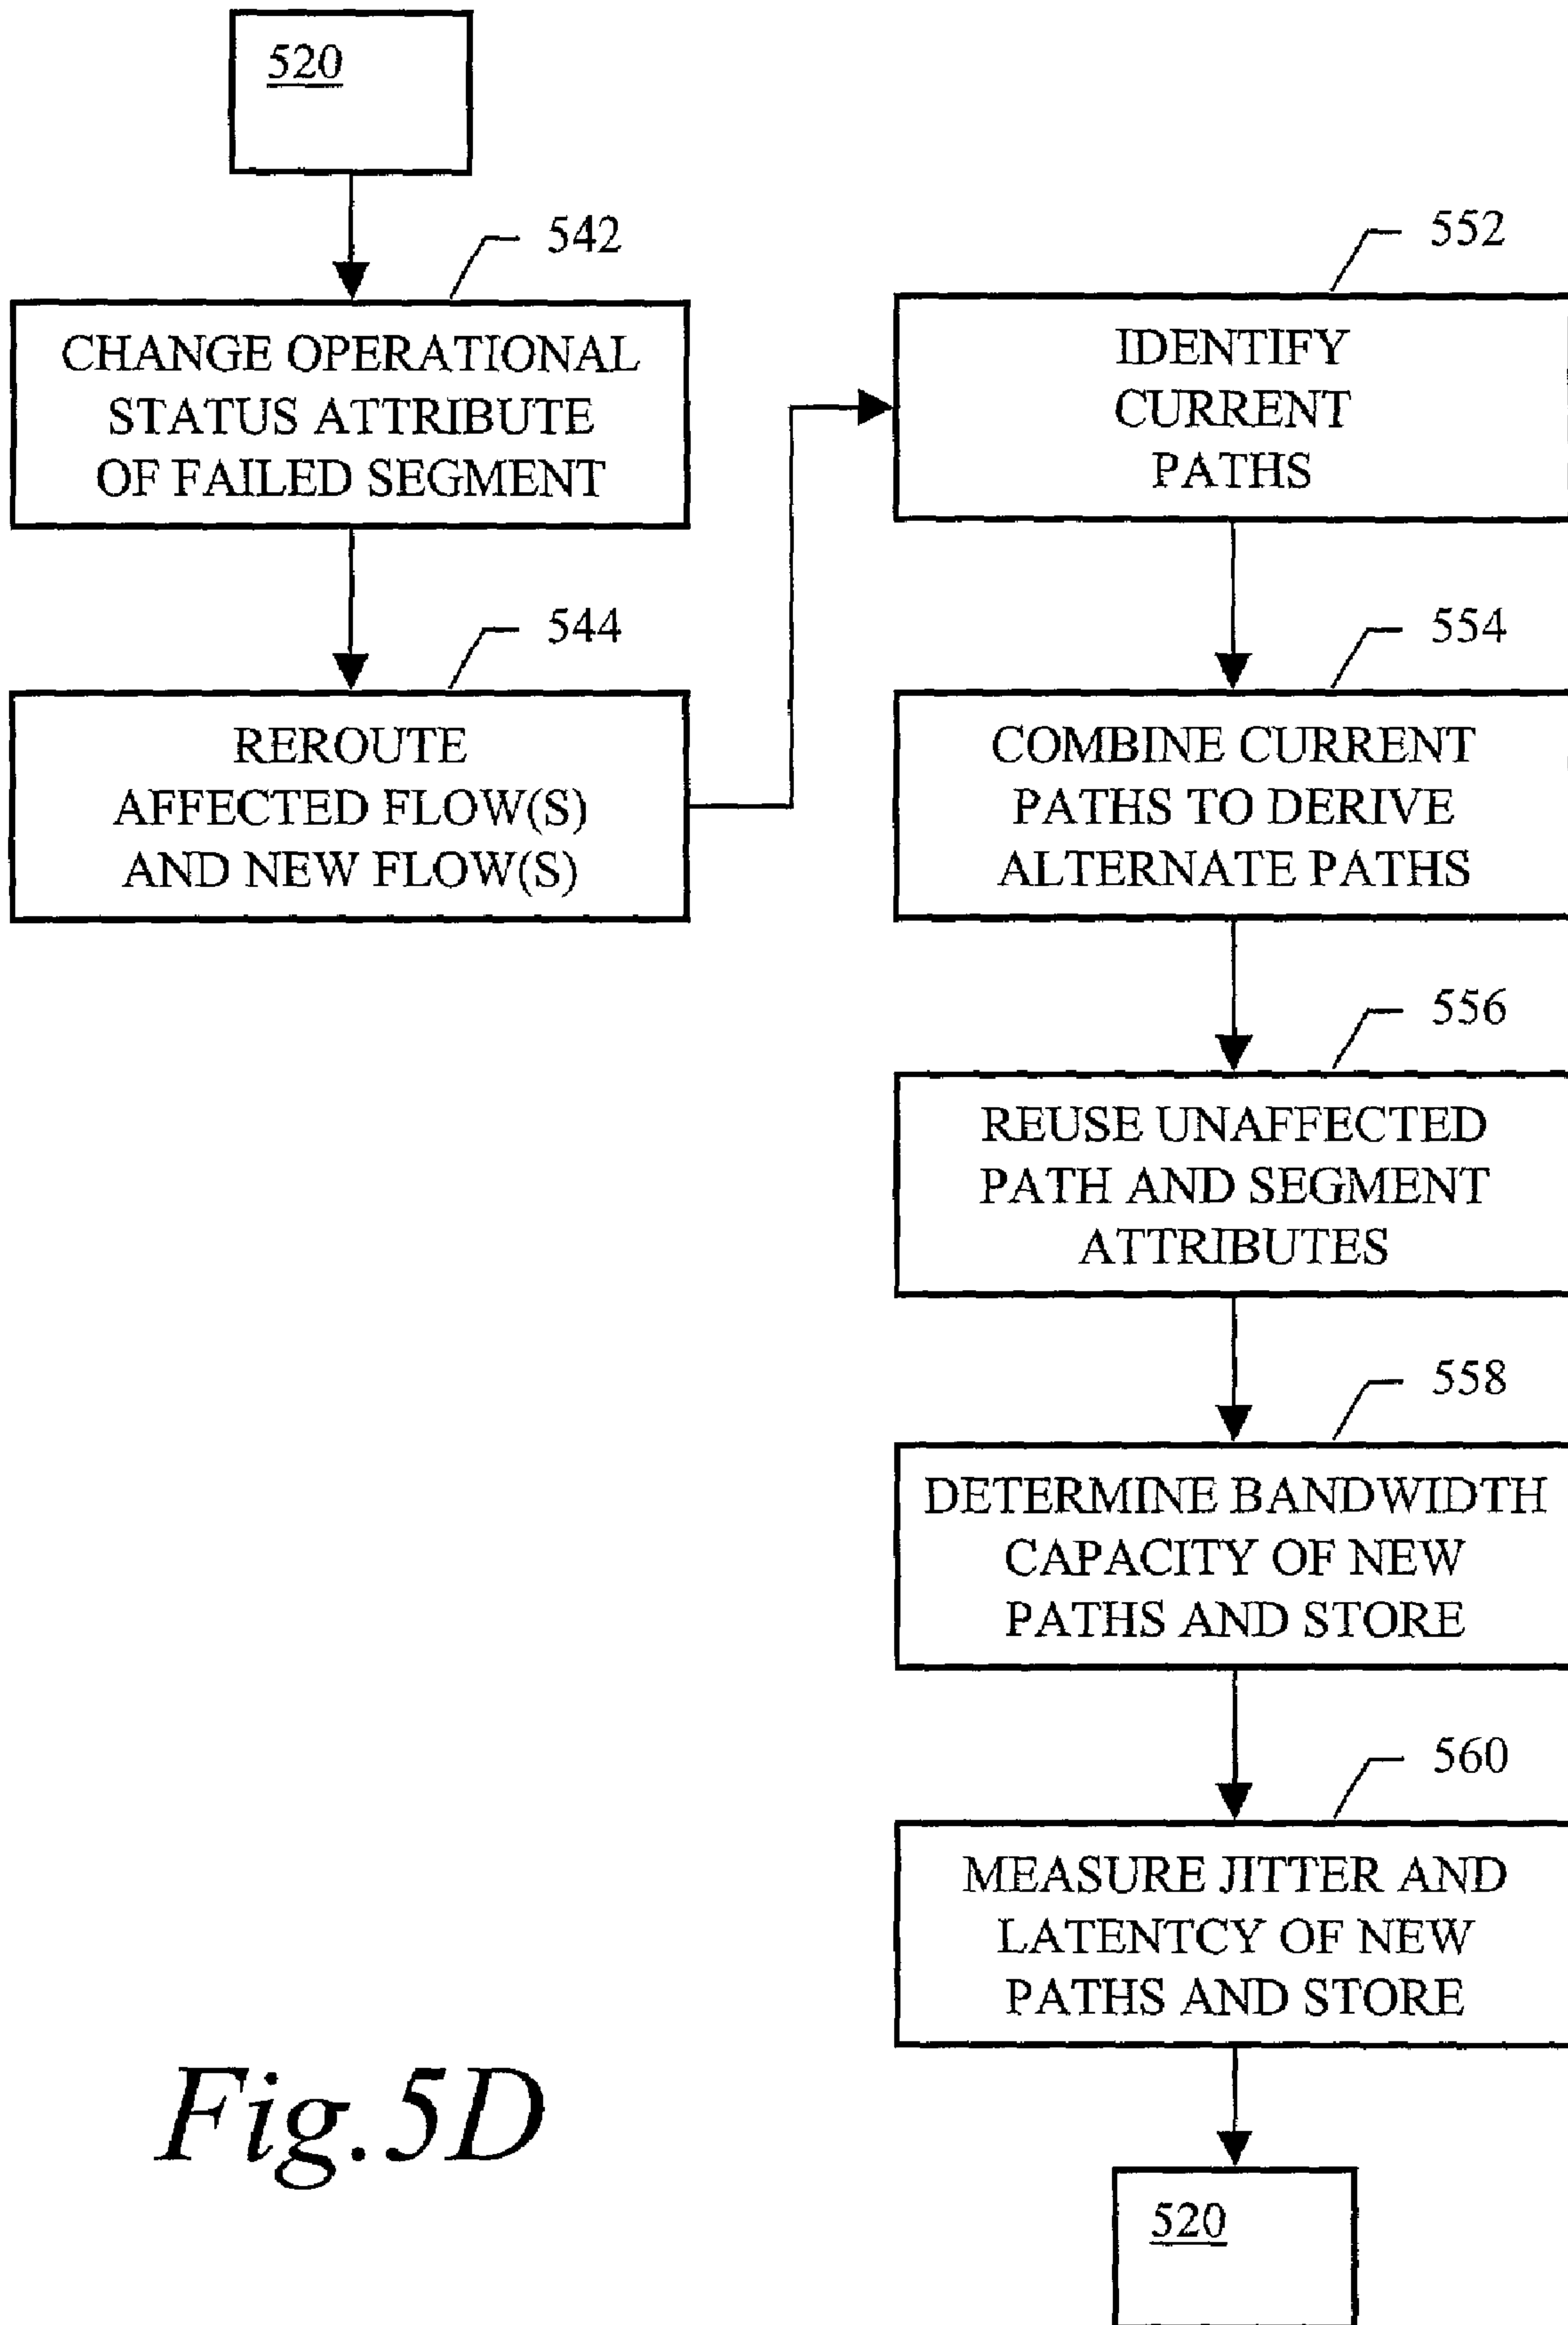 520
542
CHANGE OPERATIONAL
STATUS ATTRIBUTE
OF FAILED SEGMENT
544
REROUTE
AFFECTED FLOW(S)
AND NEW FLOW(S)
552
IDENTIFY
CURRENT
PATHS
554
COMBINE CURRENT
PATHS TO DERIVE
ALTERNATE PATHS
556
REUSE UNAFFECTED
PATH AND SEGMENT
ATTRIBUTES
558
DETERMINE BANDWIDTH
CAPACITY OF NEW
PATHS AND STORE
560
MEASURE JITTER AND
LATENTCY OF NEW
PATHS AND STORE
520
Fig.5D